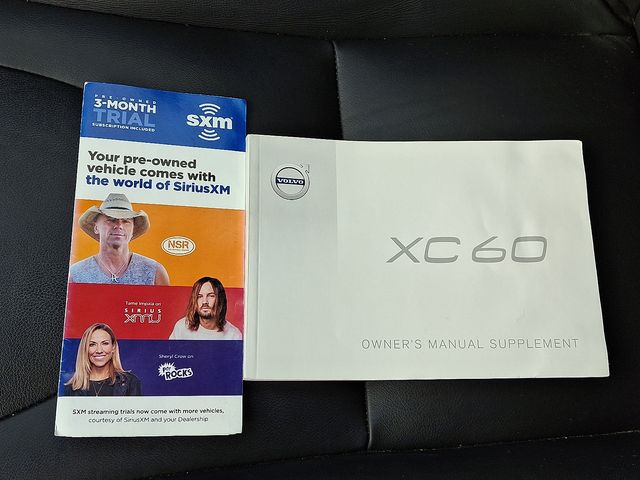 PRE-OWNED
3-MONTH
TRIAL
SUBSCRIPTION INCLUDED
sxm
Your pre-owned
vehicle comes with
the world of SiriusXM
NSR
Tame Impala on
SIRIUS
XMU
Sheryl Crow on
ROCKS
SXM streaming trials now come with more vehicles,
courtesy of SiriusXM and your Dealership
VOLVO
XC60
OWNER'S MANUAL SUPPLEMENT